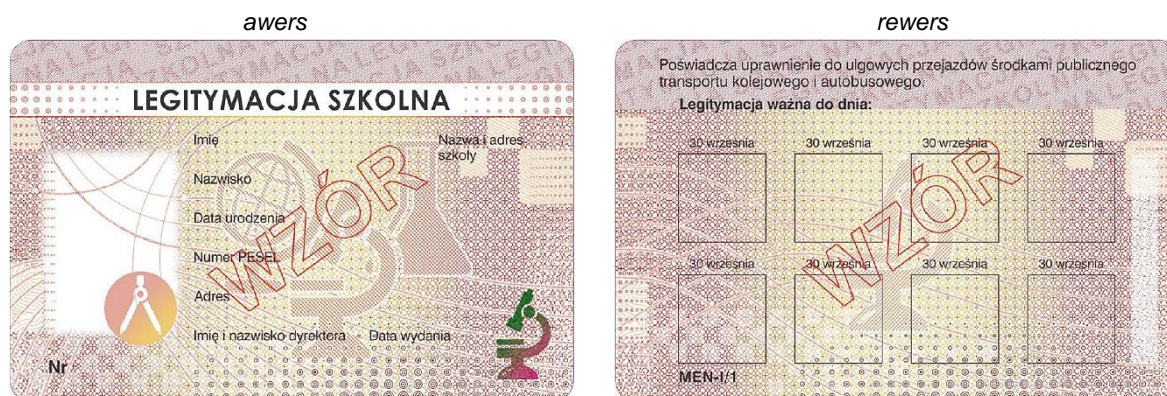 awers
LEGITYMACJA SZKOLNA
Imię
Nazwa i adres
szkoły
Nazwisko
Data urodzenia
Numer PESEL
Adres
Imię i nazwisko dyrektora
Data wydania
Nr
WZÓR
rewers
Poświadcza uprawnienie do ulgowych przejazdów środkami publicznego
transportu kolejowego i autobusowego.
Legitymacja ważna do dnia:
30 września 30 września 30 września 30 września
30 września 30 września 30 września 30 września
WZÓR
MEN-I/1